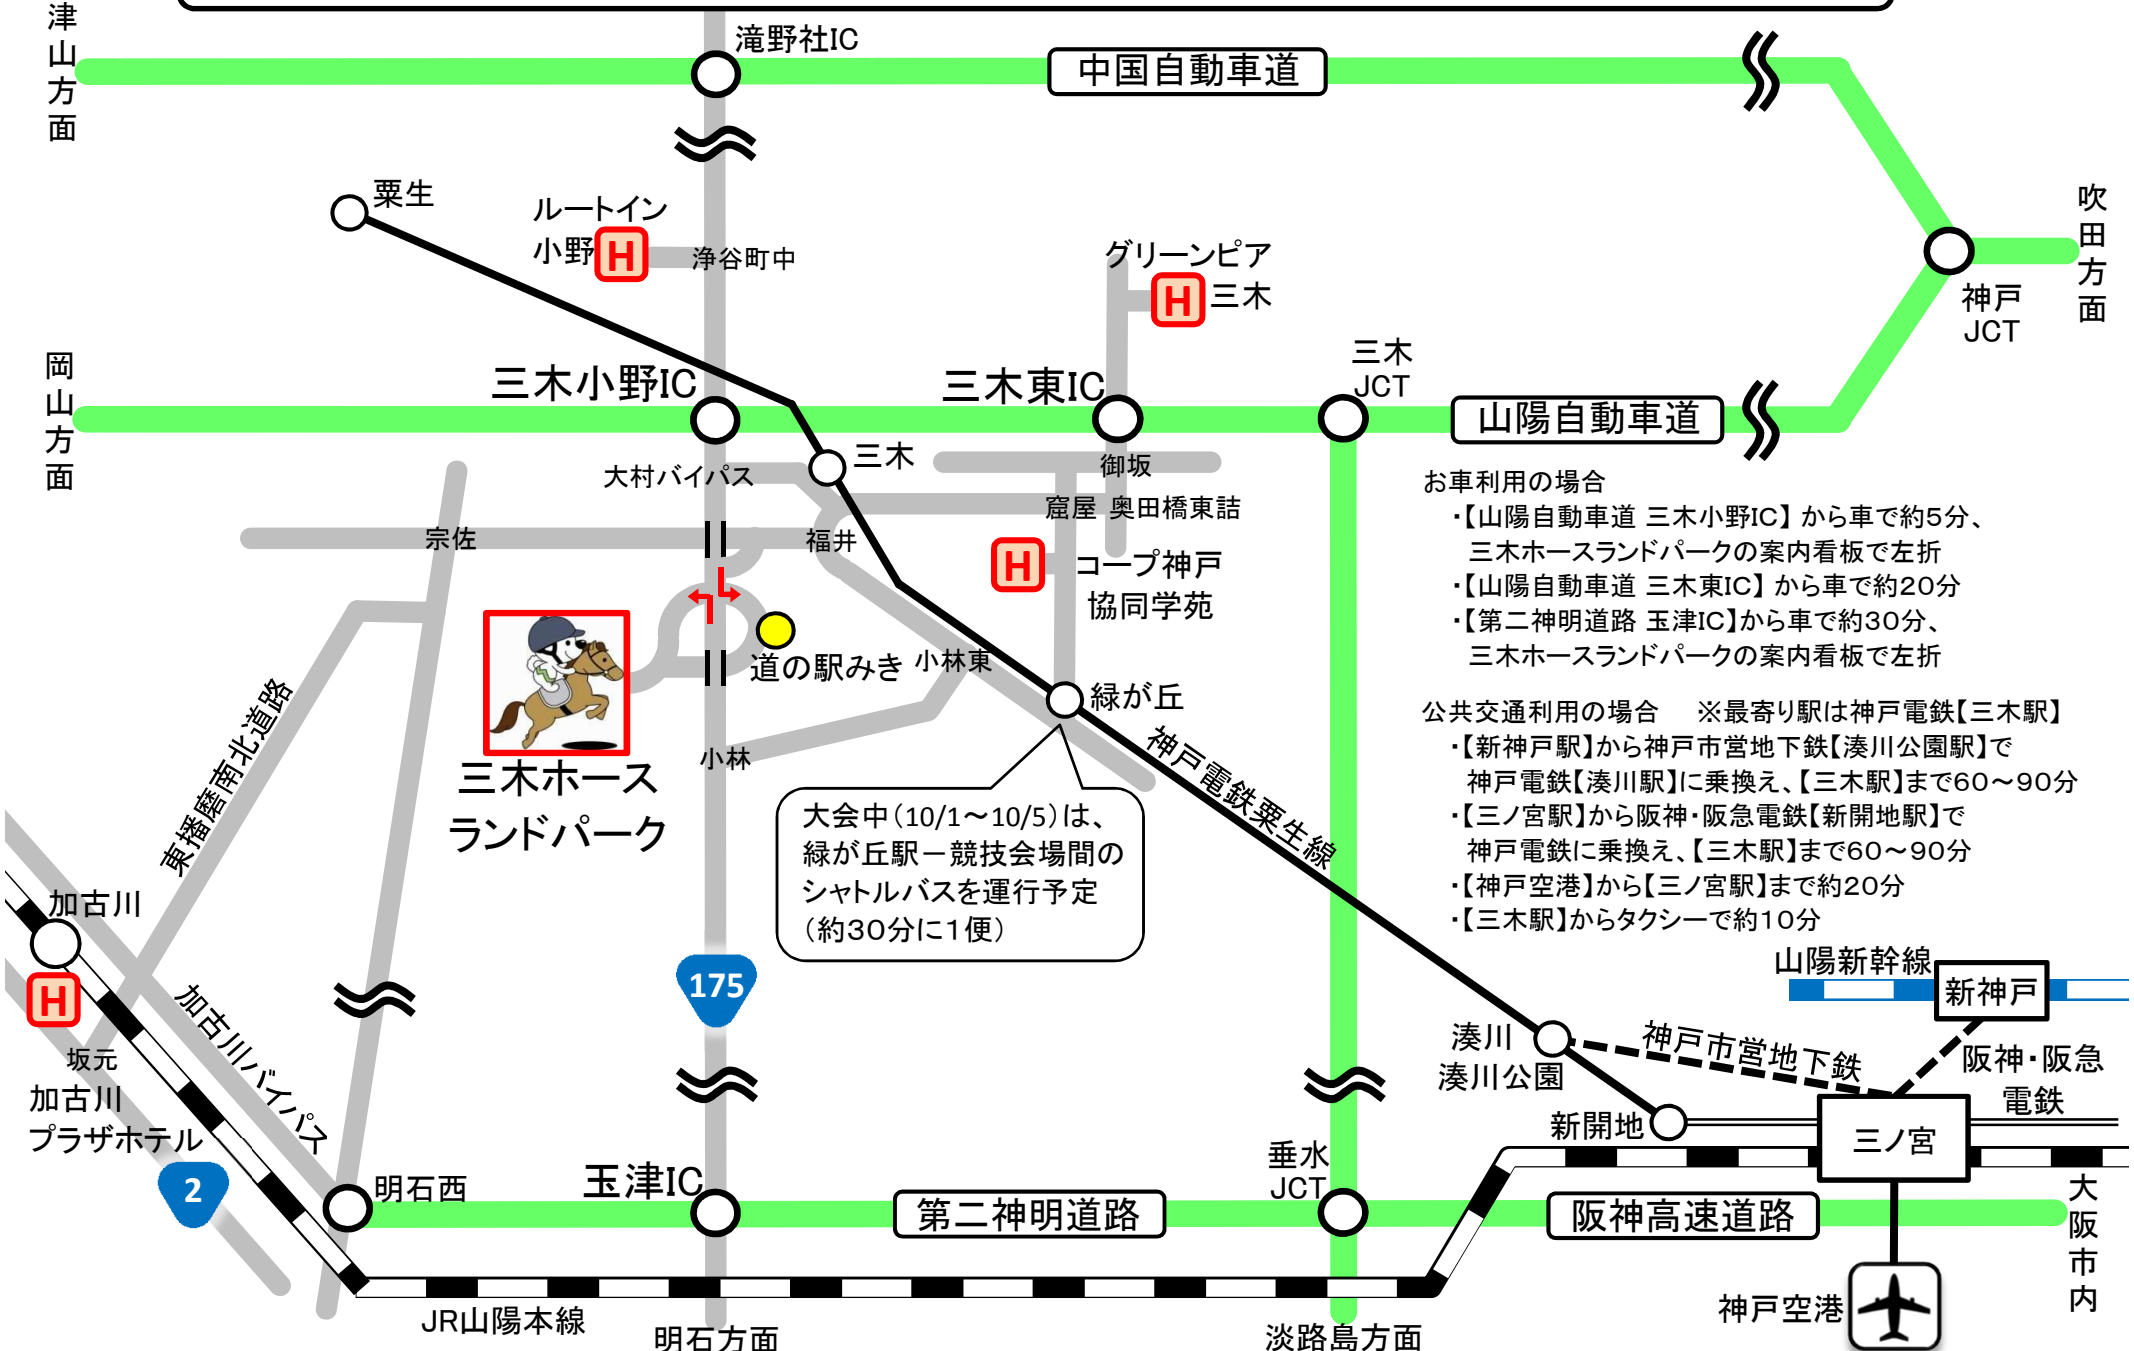 津山方面
滝野社IC
中国自動車道
粟生
ルートイン
小野
H
浄谷町中
グリーンピア
H
三木
吹田方面
神戸
JCT
岡山方面
三木小野IC
三木東IC
三木
JCT
山陽自動車道
大村バイパス
三木
御坂
窟屋 奥田橋東詰
宗佐
福井
H
コープ神戸
協同学苑
道の駅みき
小林東
緑が丘
小林
三木ホース
ランドパーク
東播磨南北道路
神戸電鉄粟生線
大会中（10/1～10/5）は、
緑が丘駅－競技会場間の
シャトルバスを運行予定
（約30分に1便）
お車利用の場合
・【山陽自動車道 三木小野IC】 から車で約5分、
三木ホースランドパークの案内看板で左折
・【山陽自動車道 三木東IC】 から車で約20分
・【第二神明道路 玉津IC】から車で約30分、
三木ホースランドパークの案内看板で左折
公共交通利用の場合　※最寄り駅は神戸電鉄【三木駅】
・【新神戸駅】から神戸市営地下鉄【湊川公園駅】で
神戸電鉄【湊川駅】に乗換え、【三木駅】まで60～90分
・【三ノ宮駅】から阪神・阪急電鉄【新開地駅】で
神戸電鉄に乗換え、【三木駅】まで60～90分
・【神戸空港】から【三ノ宮駅】まで約20分
・【三木駅】からタクシーで約10分
加古川
H
坂元
加古川
プラザホテル
加古川バイパス
2
175
山陽新幹線
新神戸
湊川
湊川公園
神戸市営地下鉄
阪神・阪急
電鉄
新開地
三ノ宮
明石西
玉津IC
第二神明道路
垂水
JCT
阪神高速道路
大阪市内
JR山陽本線
明石方面
淡路島方面
神戸空港